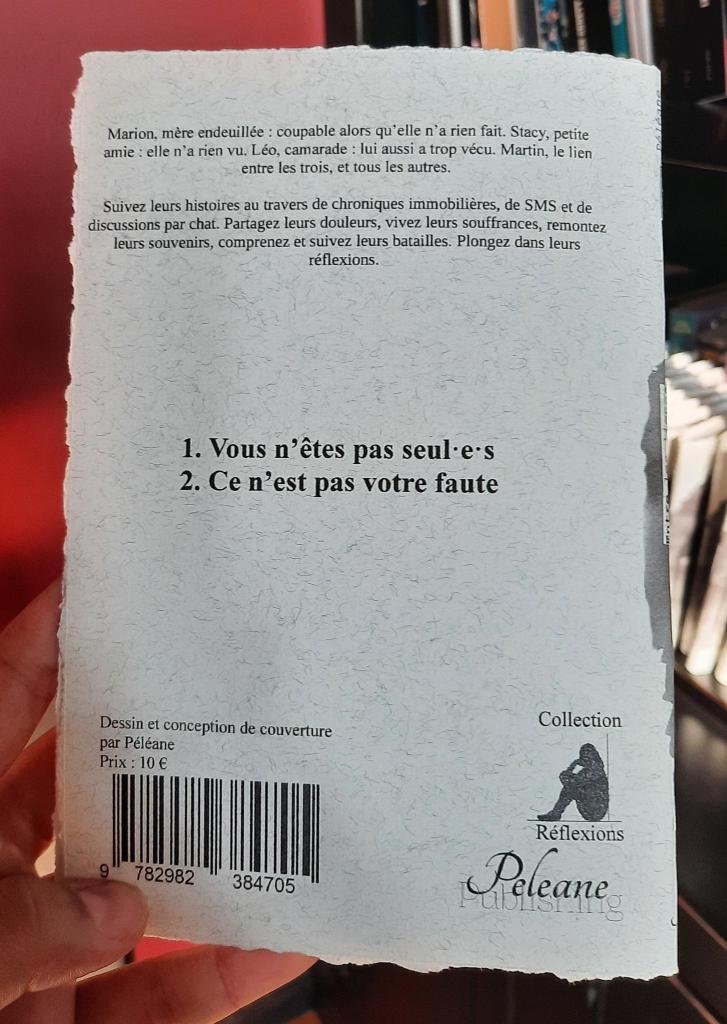 Marion, mère endeuillée : coupable alors qu'elle n'a rien fait. Stacy, petite
amie : elle n'a rien vu. Léo, camarade : lui aussi a trop vécu. Martin, le lien
entre les trois, et tous les autres.
Suivez leurs histoires au travers de chroniques immobilières, de SMS et de
discussions par chat. Partagez leurs douleurs, vivez leurs souffrances, remontez
leurs souvenirs, comprenez et suivez leurs batailles. Plongez dans leurs
réflexions.
1. Vous n'êtes pas seul·e·s
2. Ce n'est pas votre faute
Dessin et conception de couverture
par Péléane
Prix : 10 €
9 782982 384705
Collection
Réflexions
Peleane
Publishing